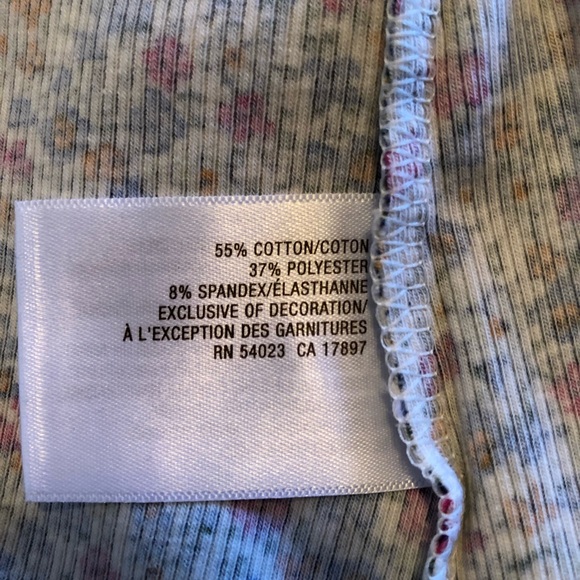 55% COTTON/COTON
37% POLYESTER
8% SPANDEX/ÉLASTHANNE
EXCLUSIVE OF DECORATION/
À L'EXCEPTION DES GARNITURES
RN 54023 CA 17897